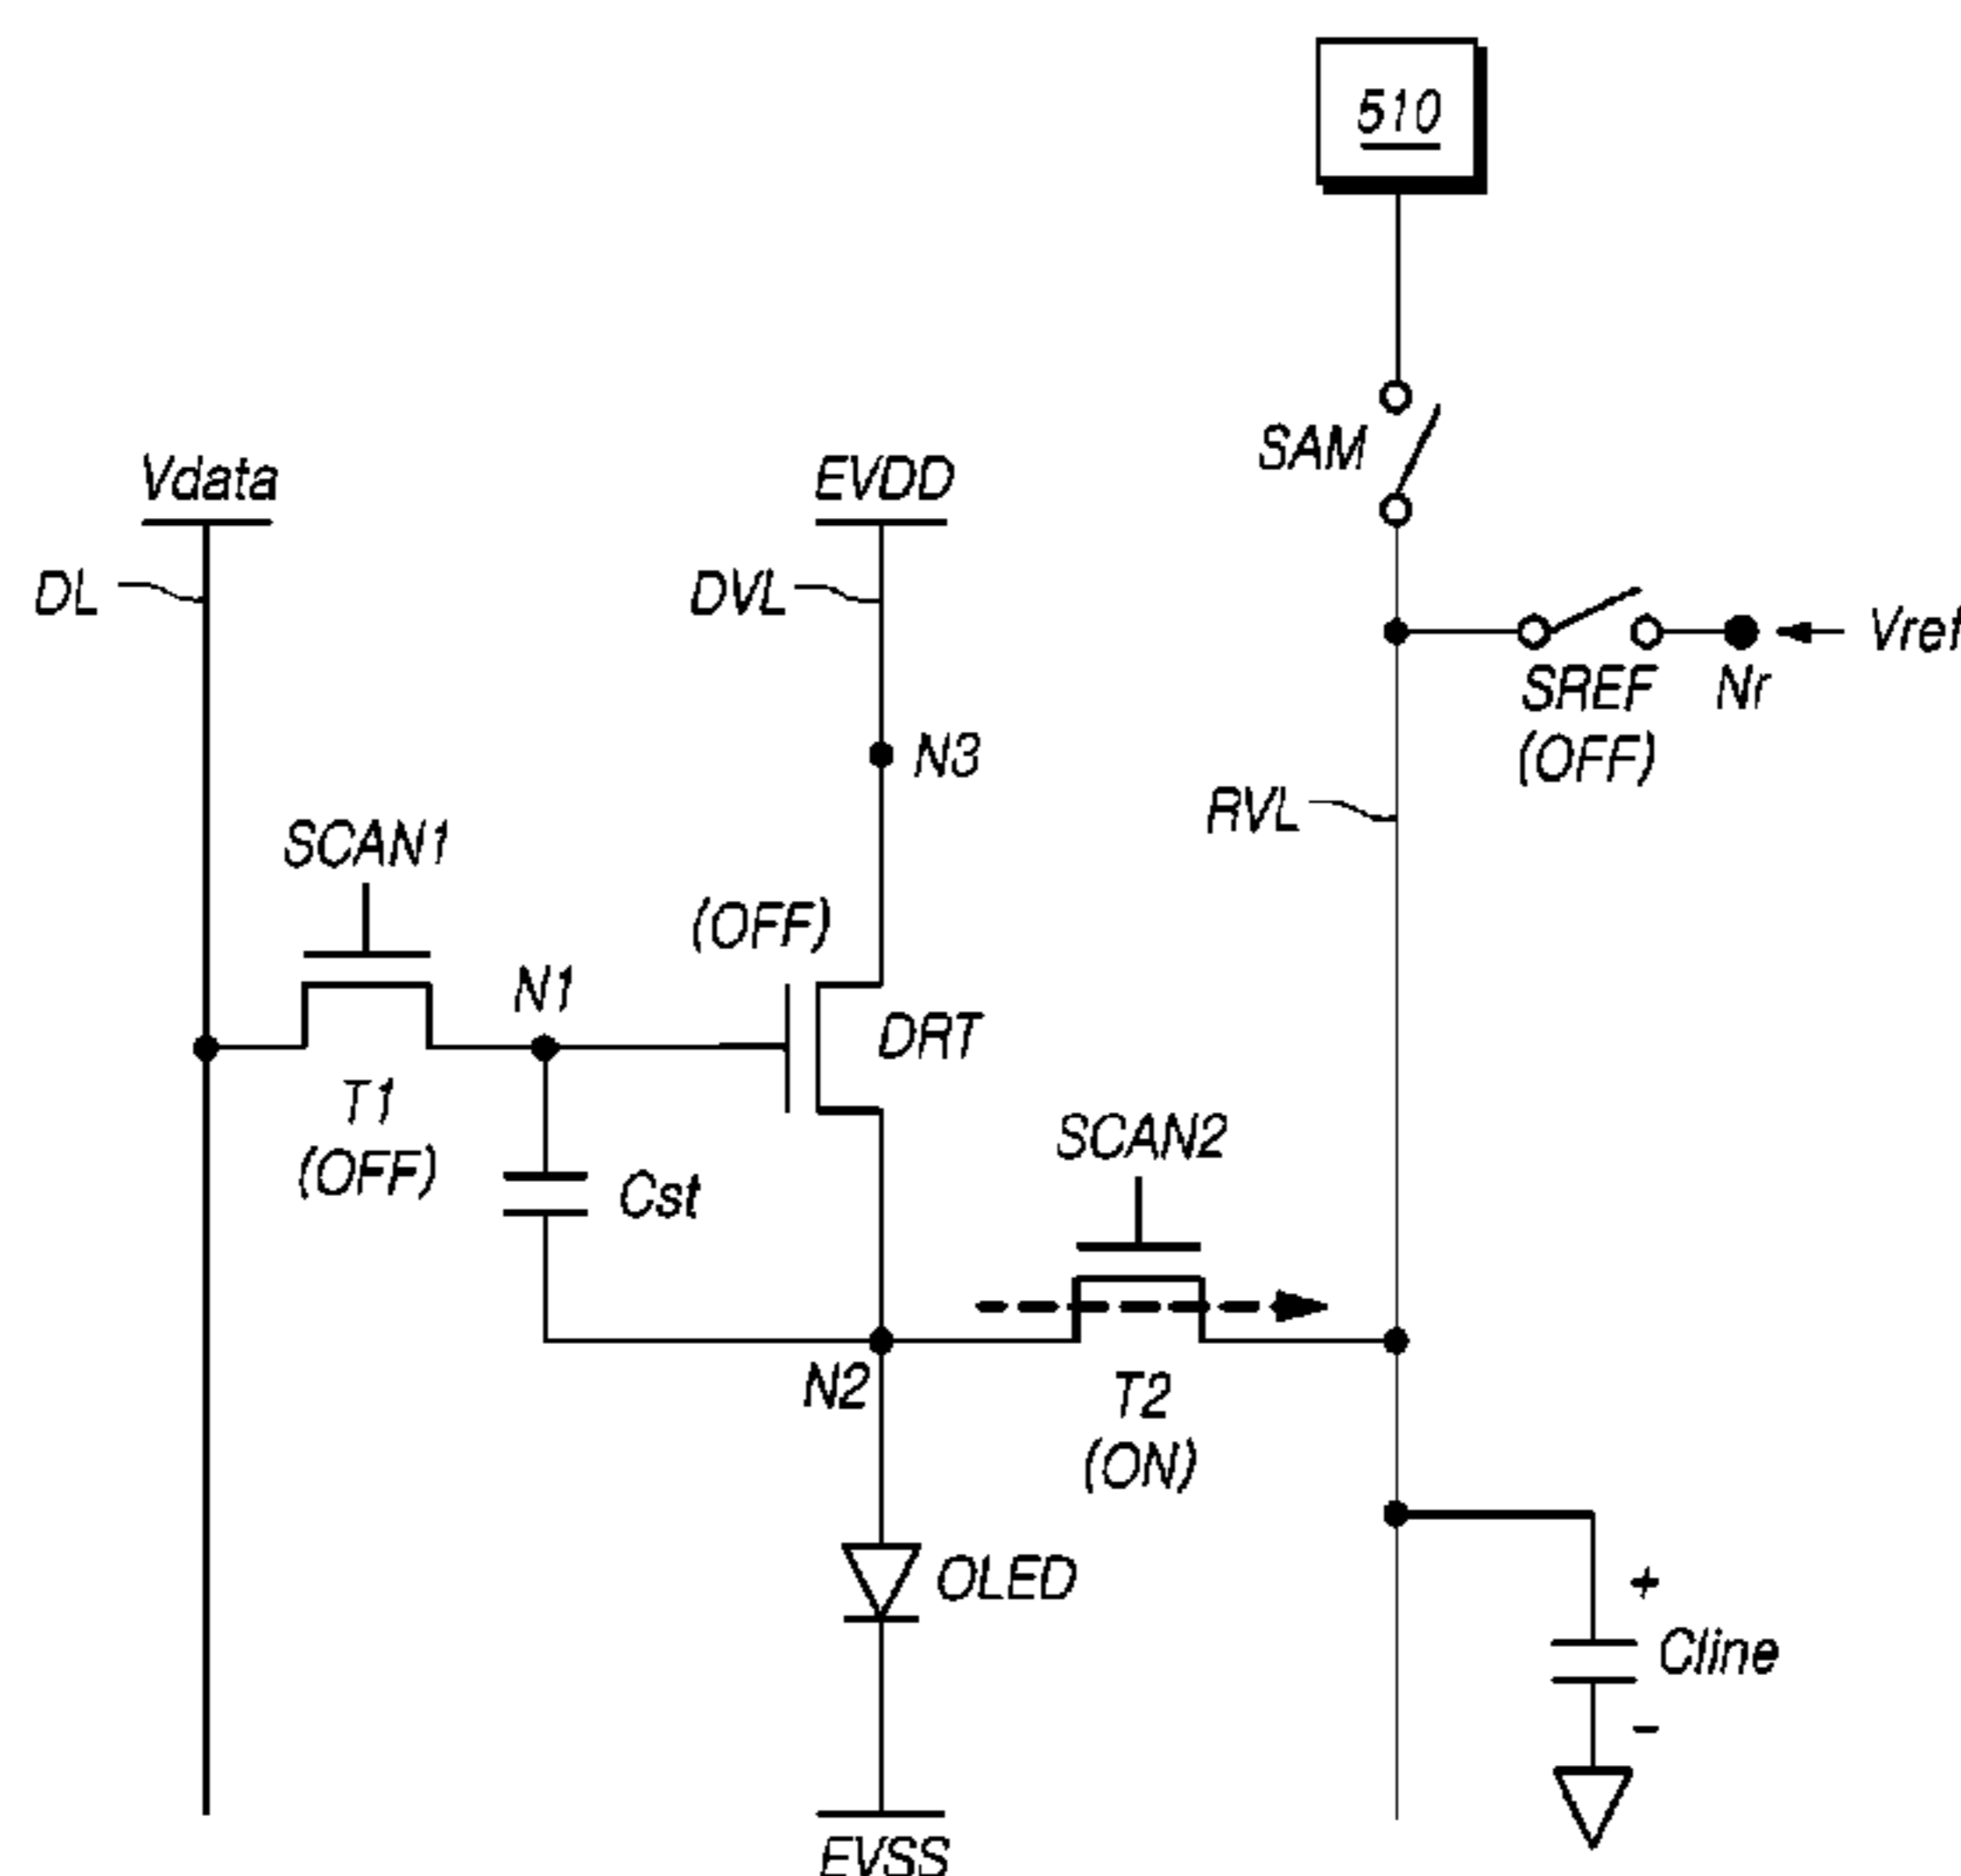 510
SAM
Vdata
EVDD
DL
DVL
Vref
SREF
(OFF)
Nr
N3
RVL
SCAN1
(OFF)
N1
DRT
T1
(OFF)
SCAN2
Cst
N2
T2
(ON)
OLED
+
Cline
-
EVSS